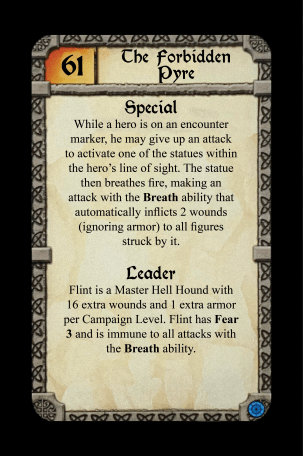 61
The Forbidden
Pyre
Special
While a hero is on an encounter
marker, he may give up an attack
to activate one of the statues within
the hero's line of sight. The statue
then breathes fire, making an
attack with the Breath ability that
automatically inflicts 2 wounds
(ignoring armor) to all figures
struck by it.
Leader
Flint is a Master Hell Hound with
16 extra wounds and 1 extra armor
per Campaign Level. Flint has Fear
3 and is immune to all attacks with
the Breath ability.